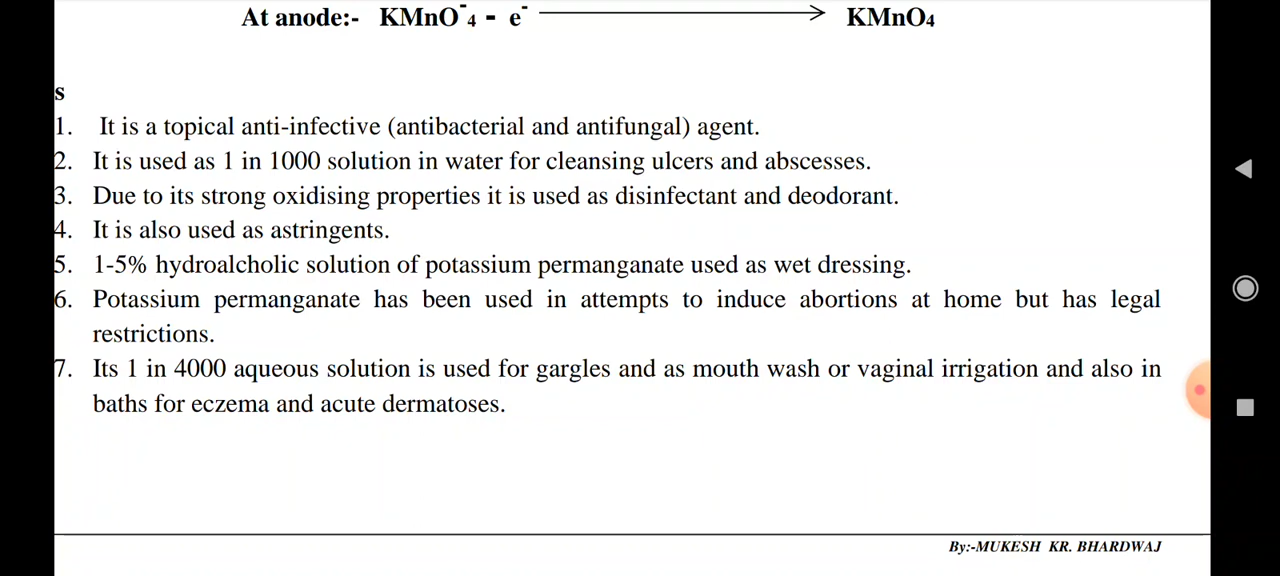 At anode:- KMnO⁻₄ - e⁻ ⟶ KMnO₄
s
1. It is a topical anti-infective (antibacterial and antifungal) agent.
2. It is used as 1 in 1000 solution in water for cleansing ulcers and abscesses.
3. Due to its strong oxidising properties it is used as disinfectant and deodorant.
4. It is also used as astringents.
5. 1-5% hydroalcholic solution of potassium permanganate used as wet dressing.
6. Potassium permanganate has been used in attempts to induce abortions at home but has legal
restrictions.
7. Its 1 in 4000 aqueous solution is used for gargles and as mouth wash or vaginal irrigation and also in
baths for eczema and acute dermatoses.
By:-MUKESH KR. BHARDWAJ